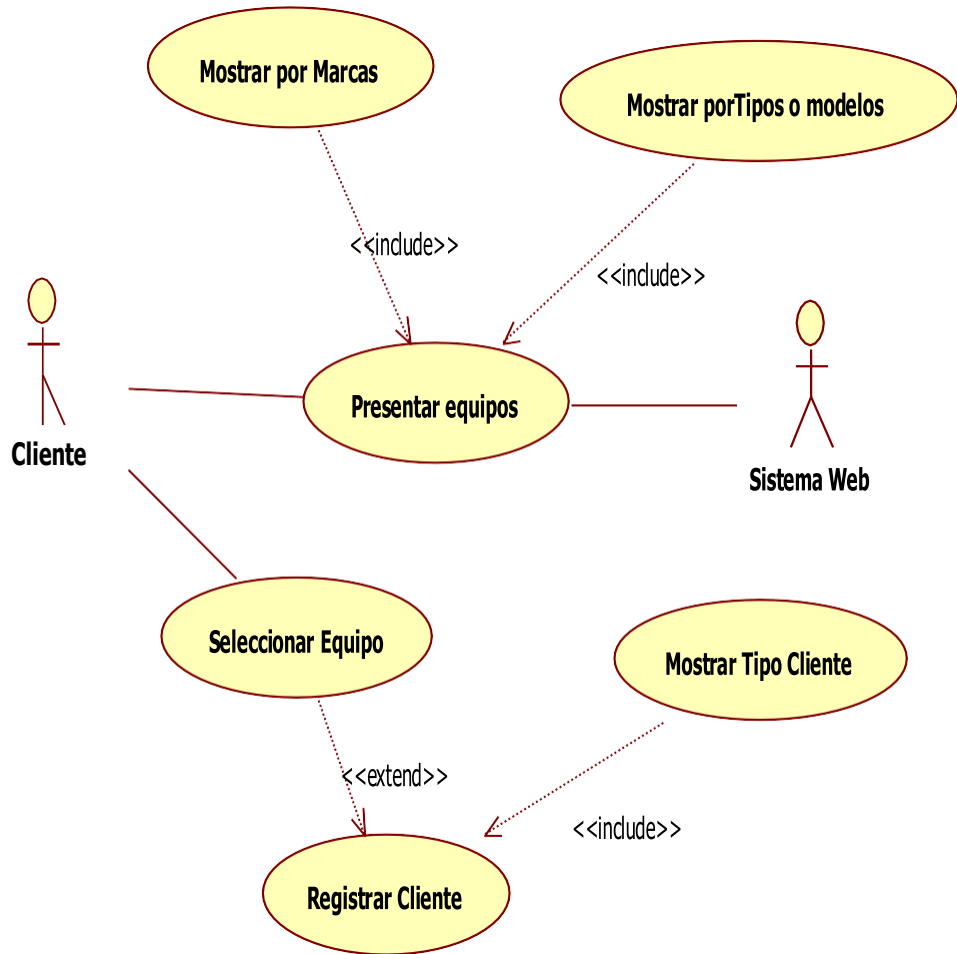 Mostrar por Marcas
Mostrar porTipos o modelos
<<include>>
<<include>>
Presentar equipos
Cliente
Sistema Web
Seleccionar Equipo
Mostrar Tipo Cliente
<<extend>>
<<include>>
Registrar Cliente